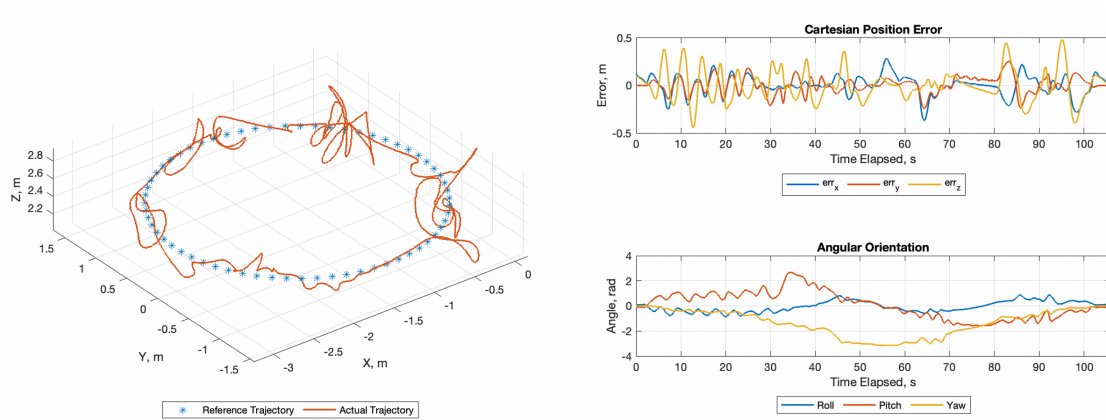 2.8
2.6
2.4
2.2
Z, m
1.5
1
0.5
0
-0.5
-1
-1.5
Y, m
-3
-2.5
-2
-1.5
-1
-0.5
0
X, m
Reference Trajectory Actual Trajectory
Cartesian Position Error
0.5
0
-0.5
Error, m
0 10 20 30 40 50 60 70 80 90 100
Time Elapsed, s
err_x err_y err_z
Angular Orientation
4
2
0
-2
-4
Angle, rad
0 10 20 30 40 50 60 70 80 90 100
Time Elapsed, s
Roll Pitch Yaw